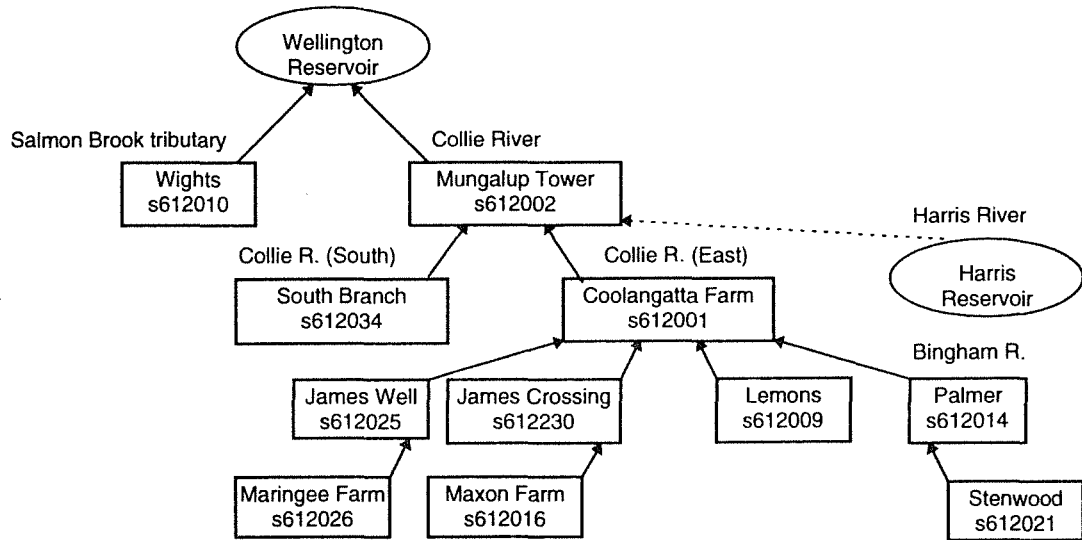 Wellington
Reservoir
Salmon Brook tributary
Collie River
Wights
s612010
Mungalup Tower
s612002
Harris River
Collie R. (South)
Collie R. (East)
Harris
Reservoir
South Branch
s612034
Coolangatta Farm
s612001
Bingham R.
James Well
s612025
James Crossing
s612230
Lemons
s612009
Palmer
s612014
Maringee Farm
s612026
Maxon Farm
s612016
Stenwood
s612021